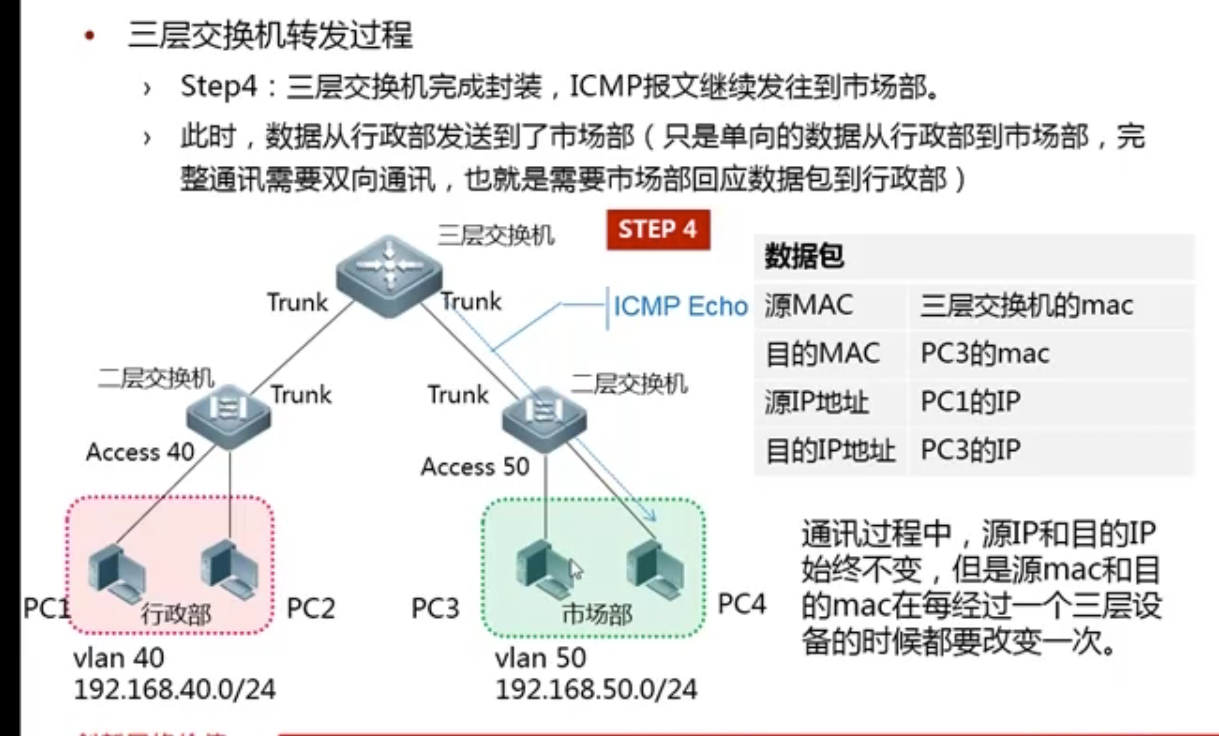 • 三层交换机转发过程
› Step4：三层交换机完成封装，ICMP报文继续发往到市场部。
› 此时，数据从行政部发送到了市场部（只是单向的数据从行政部到市场部，完
整通讯需要双向通讯，也就是需要市场部回应数据包到行政部）
三层交换机
STEP 4
Trunk
Trunk
ICMP Echo
二层交换机
Trunk
Trunk
二层交换机
Access 40
Access 50
PC1
行政部
PC2
PC3
市场部
PC4
vlan 40
192.168.40.0/24
vlan 50
192.168.50.0/24
数据包
源MAC 三层交换机的mac
目的MAC PC3的mac
源IP地址 PC1的IP
目的IP地址 PC3的IP
通讯过程中，源IP和目的IP
始终不变，但是源mac和目
的mac在每经过一个三层设
备的时候都要改变一次。